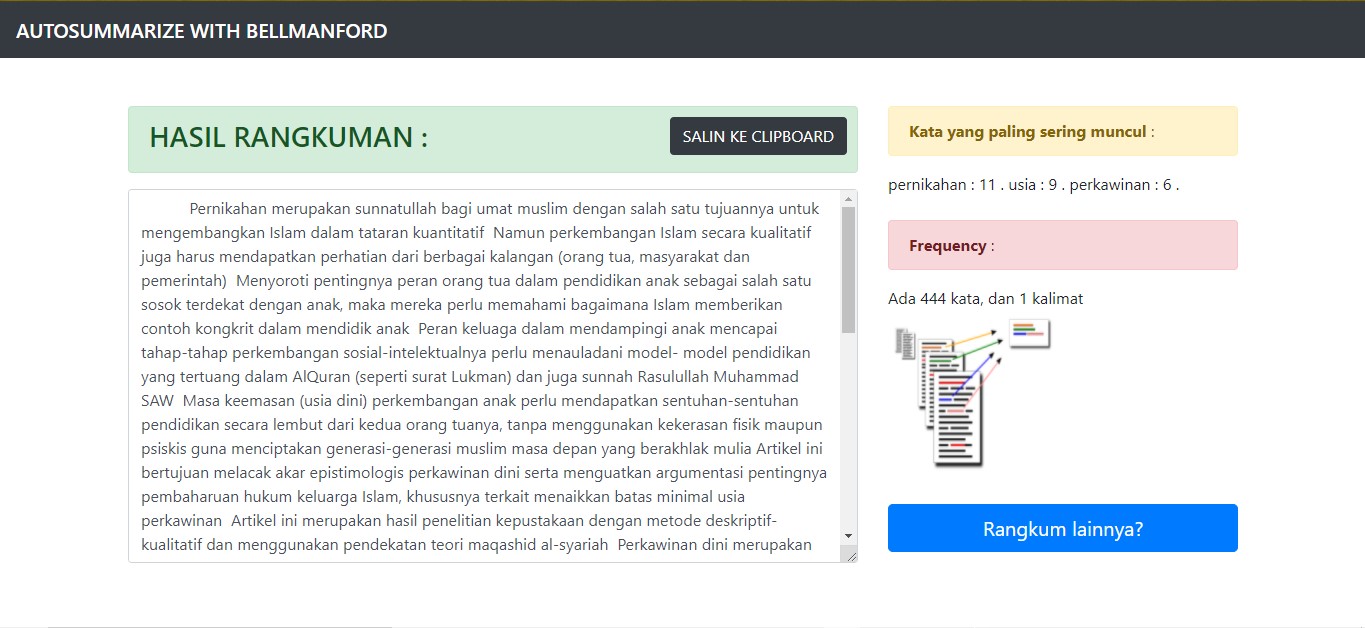 AUTOSUMMARIZE WITH BELLMANFORD
HASIL RANGKUMAN :
SALIN KE CLIPBOARD
Pernikahan merupakan sunnatullah bagi umat muslim dengan salah satu tujuannya untuk
mengembangkan Islam dalam tataran kuantitatif  Namun perkembangan Islam secara kualitatif
juga harus mendapatkan perhatian dari berbagai kalangan (orang tua, masyarakat dan
pemerintah)  Menyoroti pentingnya peran orang tua dalam pendidikan anak sebagai salah satu
sosok terdekat dengan anak, maka mereka perlu memahami bagaimana Islam memberikan
contoh kongkrit dalam mendidik anak  Peran keluaga dalam mendampingi anak mencapai
tahap-tahap perkembangan sosial-intelektualnya perlu menauladani model- model pendidikan
yang tertuang dalam AlQuran (seperti surat Lukman) dan juga sunnah Rasulullah Muhammad
SAW  Masa keemasan (usia dini) perkembangan anak perlu mendapatkan sentuhan-sentuhan
pendidikan secara lembut dari kedua orang tuanya, tanpa menggunakan kekerasan fisik maupun
psiskis guna menciptakan generasi-generasi muslim masa depan yang berakhlak mulia Artikel ini
bertujuan melacak akar epistimologis perkawinan dini serta menguatkan argumentasi pentingnya
pembaharuan hukum keluarga Islam, khususnya terkait menaikkan batas minimal usia
perkawinan  Artikel ini merupakan hasil penelitian kepustakaan dengan metode deskriptif-
kualitatif dan menggunakan pendekatan teori maqashid al-syariah  Perkawinan dini merupakan
Kata yang paling sering muncul :
pernikahan : 11 . usia : 9 . perkawinan : 6 .
Frequency :
Ada 444 kata, dan 1 kalimat
Rangkum lainnya?